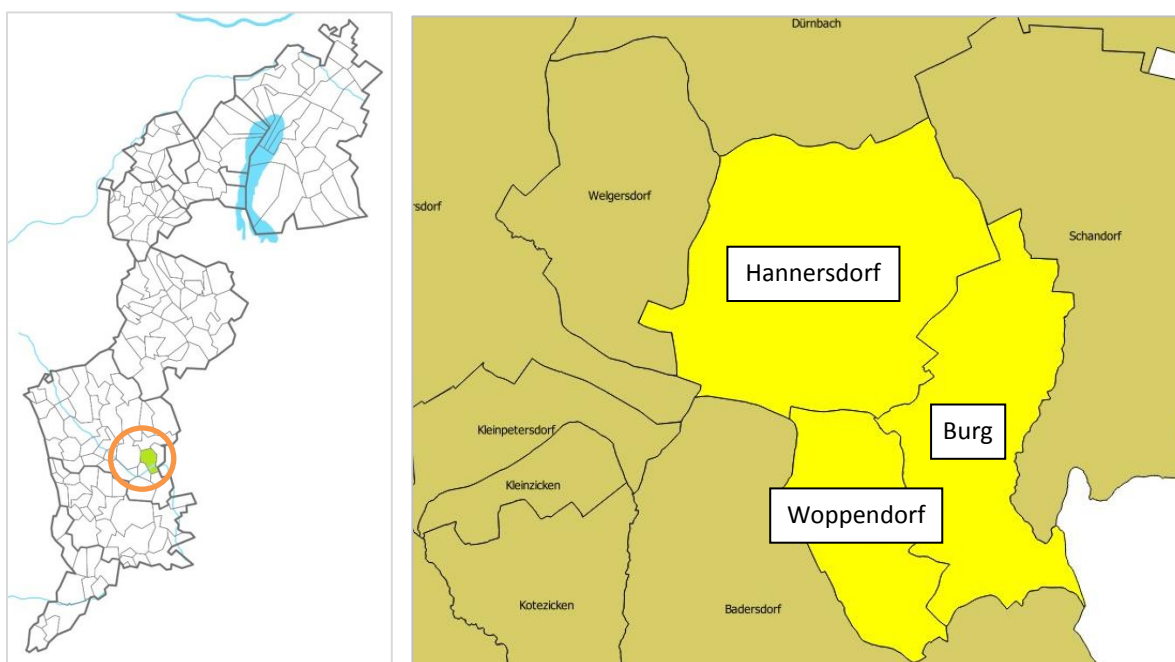 Dürnbach
Welgersdorf
rsdorf
Schandorf
Hannersdorf
Burg
Kleinpetersdorf
Kleinzicken
Woppendorf
Kotezicken
Badersdorf